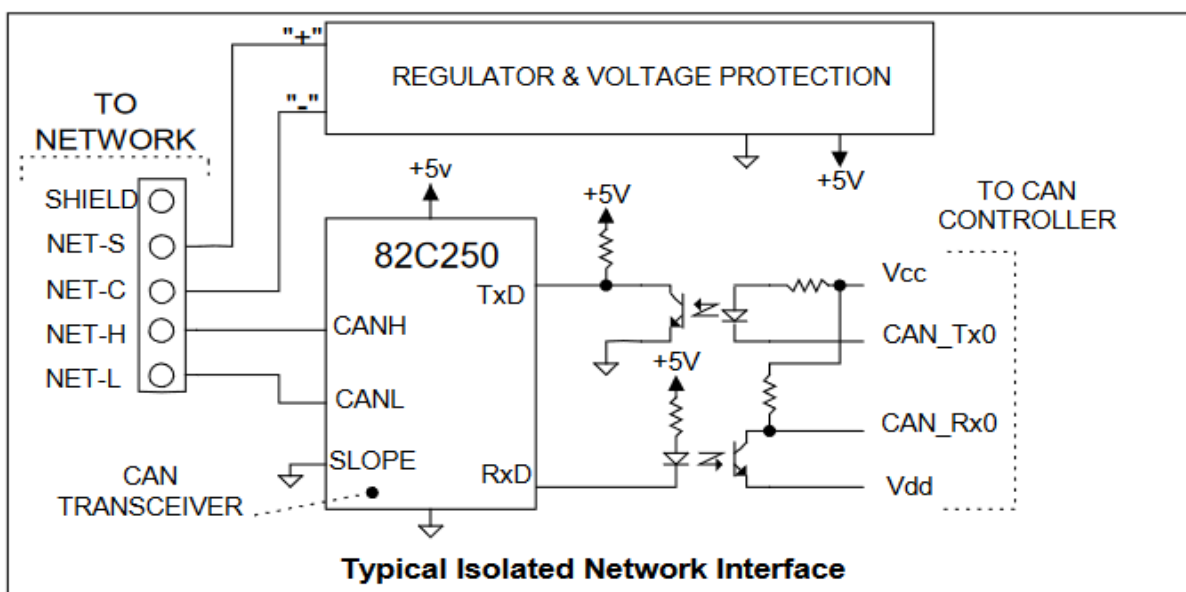 "+"
REGULATOR & VOLTAGE PROTECTION
"-"
+5V
TO
NETWORK
SHIELD
NET-S
NET-C
NET-H
NET-L
+5v
82C250
TxD
CANH
CANL
SLOPE
RxD
CAN
TRANSCEIVER
+5V
+5V
TO CAN
CONTROLLER
Vcc
CAN_Tx0
CAN_Rx0
Vdd
Typical Isolated Network Interface